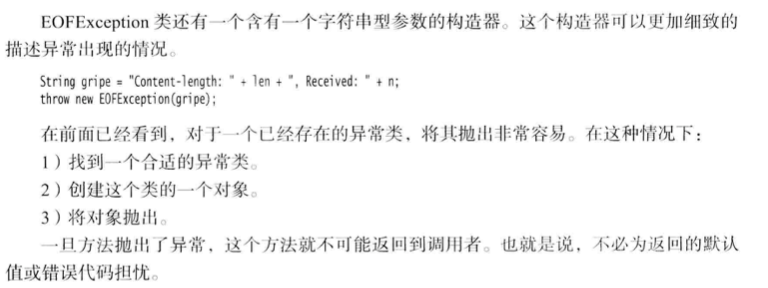 EOFException 类还有一个含有一个字符串型参数的构造器。这个构造器可以更加细致的
描述异常出现的情况。
String gripe = "Content-length: " + len + ", Received: " + n;
throw new EOFException(gripe);
在前面已经看到，对于一个已经存在的异常类，将其抛出非常容易。在这种情况下：
1）找到一个合适的异常类。
2）创建这个类的一个对象。
3）将对象抛出。
一旦方法抛出了异常，这个方法就不可能返回到调用者。也就是说，不必为返回的默认
值或错误代码担忧。